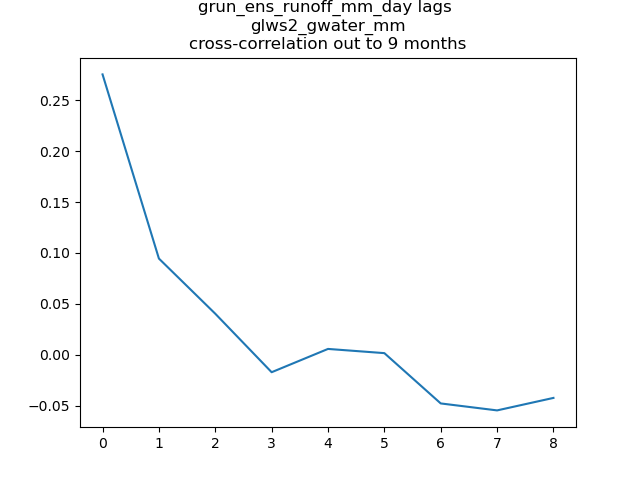 grun_ens_runoff_mm_day lags
glws2_gwater_mm
cross-correlation out to 9 months
0.25
0.20
0.15
0.10
0.05
0.00
−0.05
0 1 2 3 4 5 6 7 8